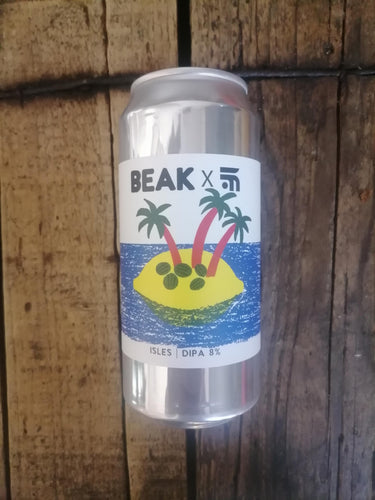 BEAK X
ISLES | DIPA 8%